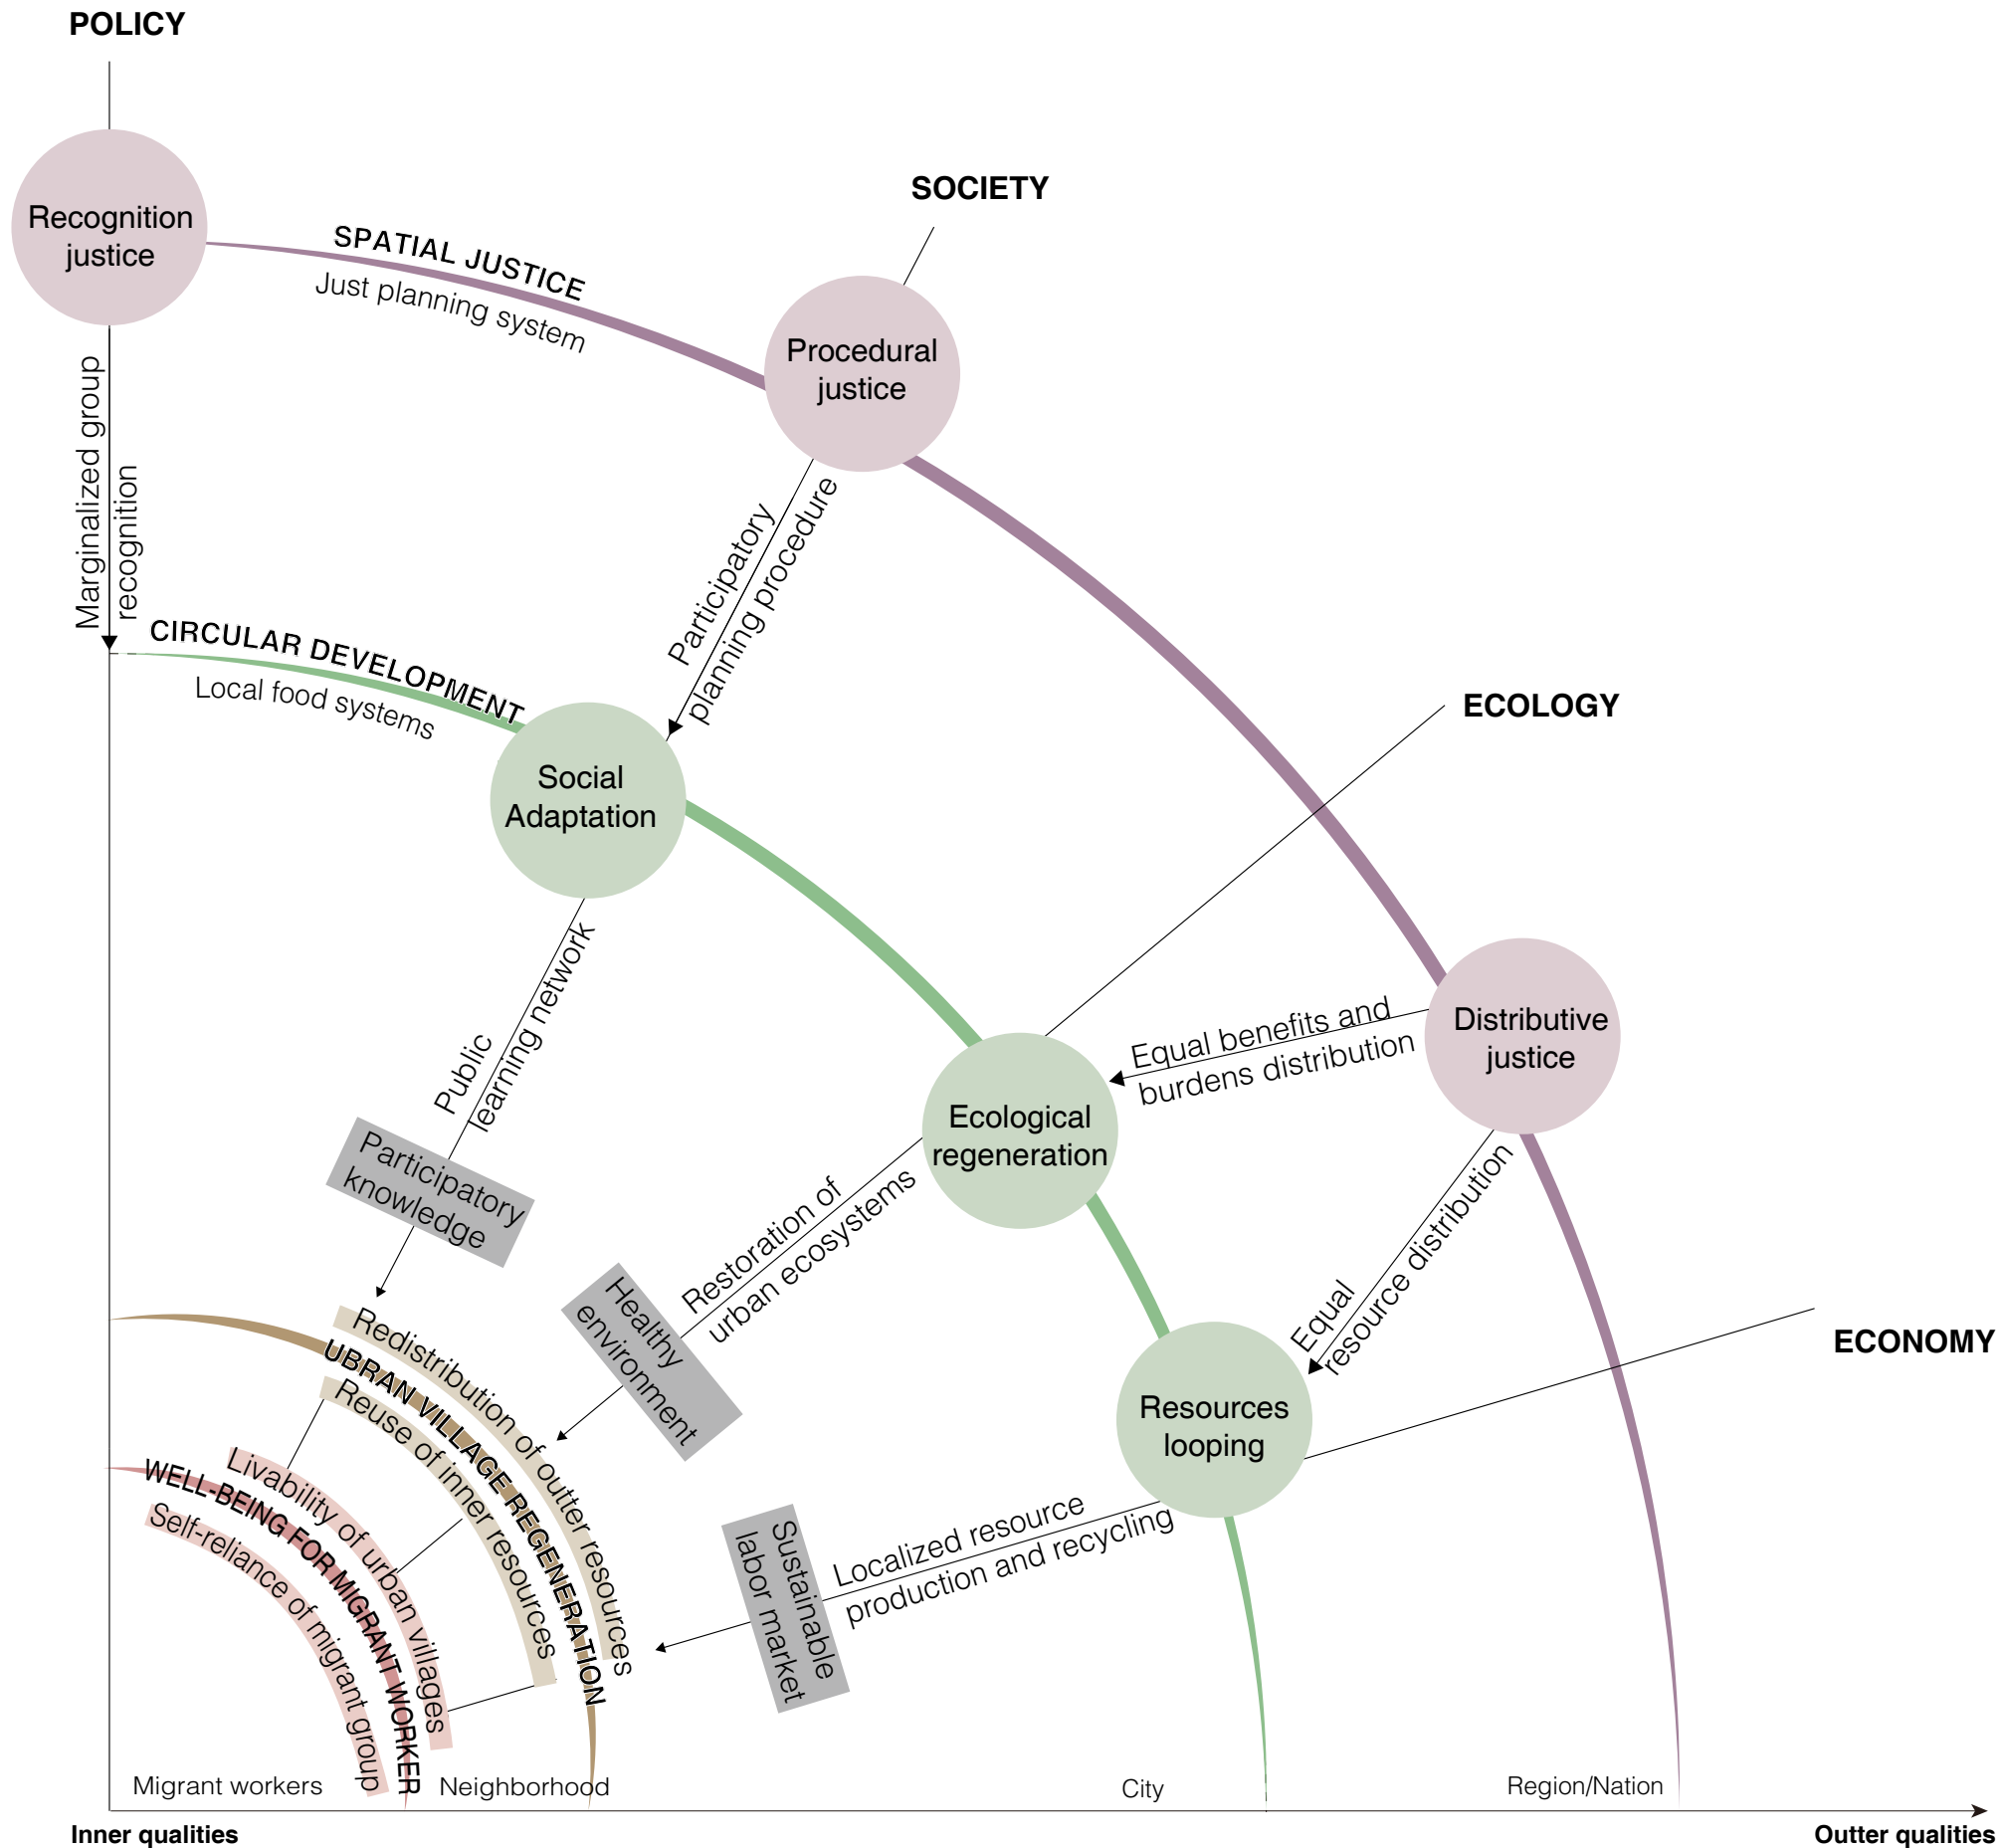 POLICY
SOCIETY
Recognition
justice
SPATIAL JUSTICE
Just planning system
Procedural
justice
Marginalized group
recognition
Participatory
planning procedure
CIRCULAR DEVELOPMENT
Local food systems
ECOLOGY
Social
Adaptation
Public
learning network
Equal benefits and
burdens distribution
Distributive
justice
Ecological
regeneration
Participatory
knowledge
Restoration of
urban ecosystems
Healthy
environment
Equal
resource distribution
ECONOMY
Redistribution of outter resources
UBRAN VILLAGE REGENERATION
Reuse of inner resources
Resources
looping
Livability of urban villages
WELL-BEING FOR MIGRANT WORKER
Self-reliance of migrant group
Sustainable
labor market
Localized resource
production and recycling
Migrant workers
Neighborhood
City
Region/Nation
Inner qualities
Outter qualities